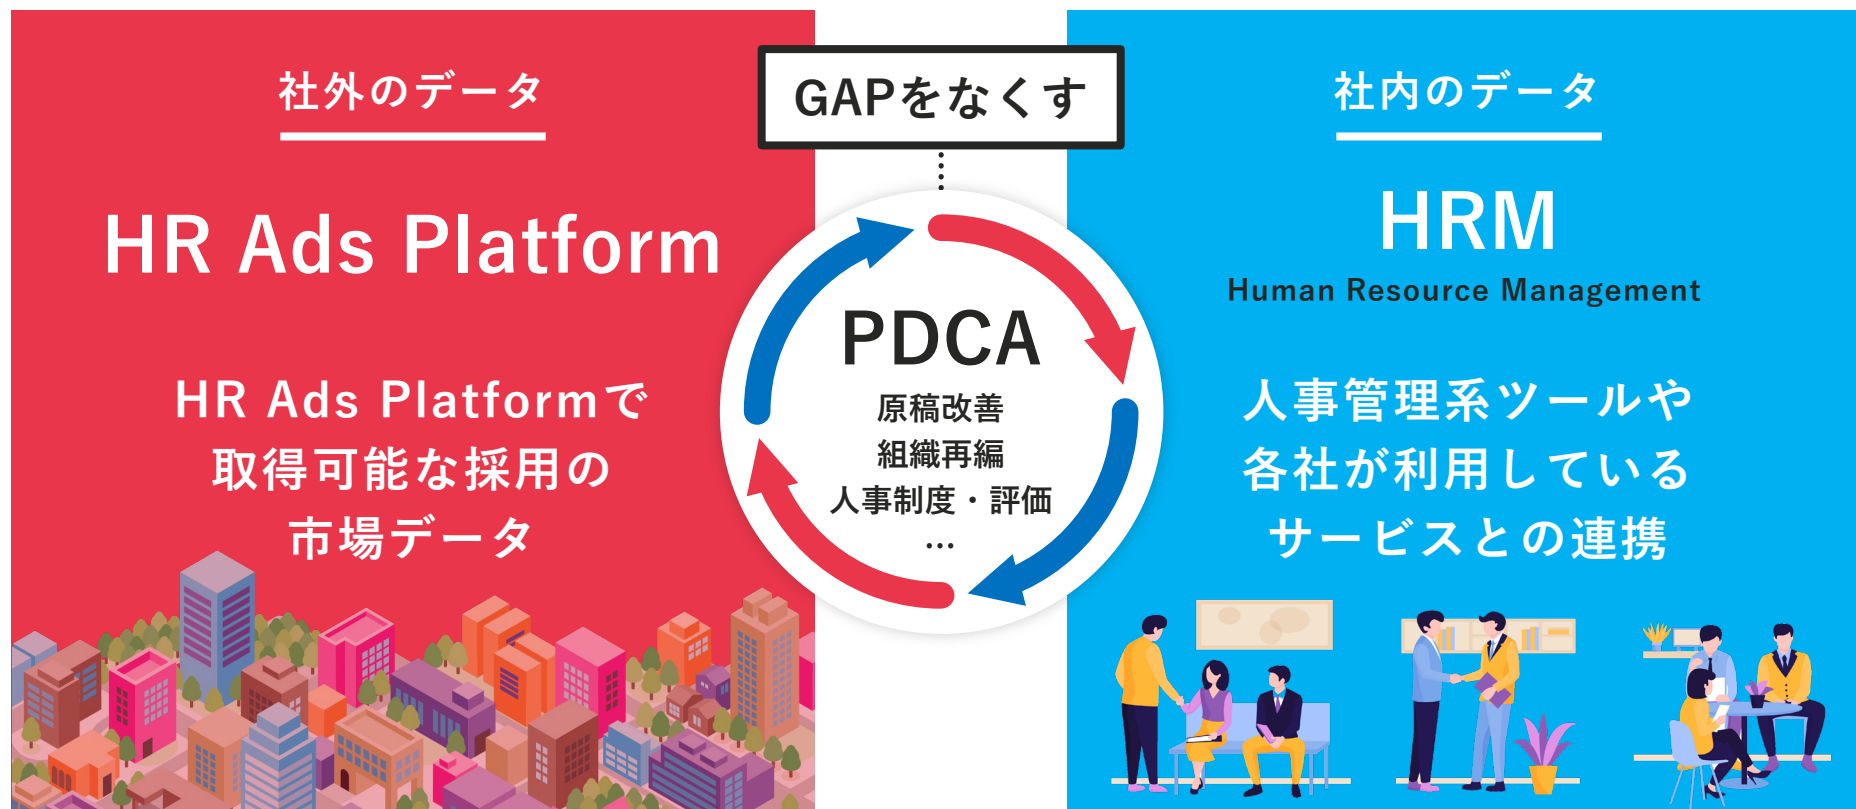 社外のデータ
HR Ads Platform
HR Ads Platformで
取得可能な採用の
市場データ
GAPをなくす
PDCA
原稿改善
組織再編
人事制度・評価
…
社内のデータ
HRM
Human Resource Management
人事管理系ツールや
各社が利用している
サービスとの連携